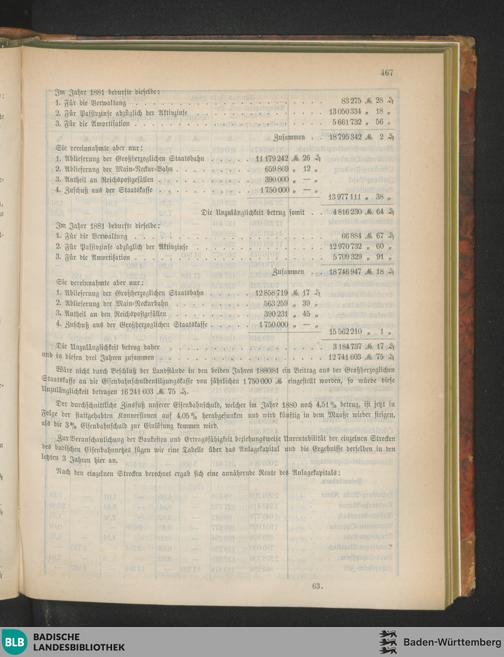 467
Im Jahr 1881 bedurfte dieselbe:
1. Für die Verwaltung . . . 83 275 ℳ 28 ₰
2. Für Passivzinse abzüglich der Aktivzinse . . . 13 050 334 „ 18 „
3. Für die Amortisation . . . 5 661 732 „ 56 „
Zusammen . . 18 795 342 ℳ 2 ₰
Sie vereinnahmte aber nur:
1. Ablieferung der Großherzoglichen Staatsbahn . . . 11 179 242 ℳ 26 ₰
2. Ablieferung der Main-Neckar-Bahn . . . 659 869 „ 12 „
3. Antheil an Reichspostgefällen . . . 390 000 „ — „
4. Zuschuß aus der Staatskasse . . . 1 750 000 „ — „
13 977 111 „ 38 „
Die Unzulänglichkeit betrug somit . . 4 816 230 ℳ 64 ₰
Im Jahr 1881 bedurfte dieselbe:
1. Für die Verwaltung . . . 66 884 ℳ 67 ₰
2. Für Passivzinse abzüglich der Aktivzinse . . . 12 970 732 „ 60 „
3. Für die Amortisation . . . 5 709 329 „ 91 „
Zusammen . . 18 746 947 ℳ 18 ₰
Sie vereinnahmte aber nur:
1. Ablieferung der Großherzoglichen Staatsbahn . . . 12 858 719 ℳ 17 ₰
2. Ablieferung der Main-Neckarbahn . . . 563 259 „ 39 „
3. Antheil an den Reichspostgefällen . . . 390 231 „ 45 „
4. Zuschuß aus der Großherzoglichen Staatskasse . . . 1 750 000 „ — „
15 562 210 „ 1 „
Die Unzulänglichkeit betrug daher . . . 3 184 737 ℳ 17 ₰
und in diesen drei Jahren zusammen . . . 12 741 603 ℳ 75 ₰
Wäre nicht durch Beschluß der Landstände in den beiden Jahren 1880/81 ein Beitrag aus der Großherzoglichen
Staatskasse an die Eisenbahnschuldentilgungskasse von jährlichen 1 750 000 ℳ eingestellt worden, so würde diese
Unzulänglichkeit betragen 16 241 603 ℳ 75 ₰.
Der durchschnittliche Zinsfuß unserer Eisenbahnschuld, welcher im Jahr 1880 noch 4,51 % betrug, ist jetzt in
Folge der stattgehabten Konversionen auf 4,05 % herabgesunken und wird künftig in dem Maaße wieder steigen,
als die 3 % Eisenbahnschuld zur Einlösung kommen wird.
Zur Veranschaulichung der Baukosten und Ertragsfähigkeit beziehungsweise Unrentabilität der einzelnen Strecken
des badischen Eisenbahnnetzes fügen wir eine Tabelle über das Anlagekapital und die Ergebnisse derselben in den
letzten 3 Jahren hier an.
Nach den einzelnen Strecken berechnet ergab sich eine annähernde Rente des Anlagekapitals:
63.
BLB BADISCHE
LANDESBIBLIOTHEK
Baden-Württemberg